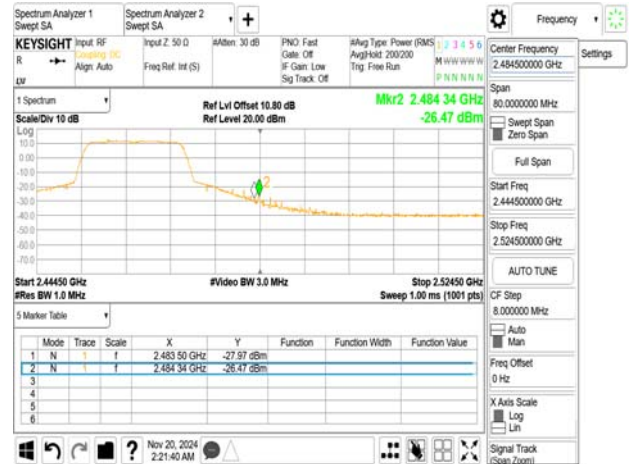 Spectrum Analyzer 1
Swept SA
Spectrum Analyzer 2
Swept SA
Frequency
KEYSIGHT
Input: RF
Coupling: DC
Align: Auto
Input Z: 50 Ω
Freq Ref: Int (S)
#Atten: 30 dB
PNO: Fast
Gate: Off
IF Gain: Low
Sig Track: Off
#Avg Type: Power (RMS
Avg|Hold: 200/200
Trig: Free Run
1 2 3 4 5 6
M W W W W W
P N N N N N
R
1 Spectrum
Scale/Div 10 dB
Ref Lvl Offset 10.80 dB
Ref Level 20.00 dBm
Mkr2 2.484 34 GHz
-26.47 dBm
Log
10.0
0.00
-10.0
-20.0
-30.0
-40.0
-50.0
-60.0
-70.0
2
Start 2.44450 GHz
#Res BW 1.0 MHz
#Video BW 3.0 MHz
Stop 2.52450 GHz
Sweep 1.00 ms (1001 pts)
5 Marker Table
Mode Trace Scale X Y Function Function Width Function Value
1 N 1 f 2.483 50 GHz -27.97 dBm
2 N 1 f 2.484 34 GHz -26.47 dBm
3
4
5
6
Nov 20, 2024
2:21:40 AM
Center Frequency
2.484500000 GHz
Settings
Span
80.0000000 MHz
Swept Span
Zero Span
Full Span
Start Freq
2.444500000 GHz
Stop Freq
2.524500000 GHz
AUTO TUNE
CF Step
8.000000 MHz
Auto
Man
Freq Offset
0 Hz
X Axis Scale
Log
Lin
Signal Track
(Span Zoom)